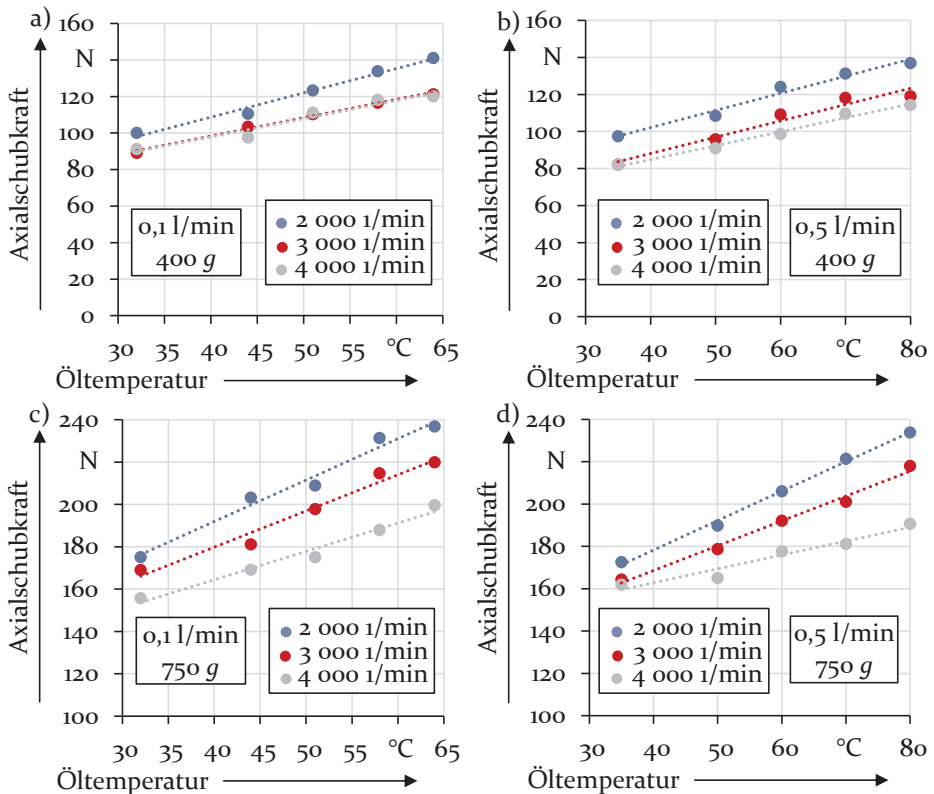 a)
Axialschubkraft
160
N
120
100
80
60
40
20
0
0,1 l/min
400 g
2 000 1/min
3 000 1/min
4 000 1/min
30 35 40 45 50 55 °C 65
Öltemperatur
b)
Axialschubkraft
160
N
120
100
80
60
40
20
0
2 000 1/min
3 000 1/min
4 000 1/min
0,5 l/min
400 g
30 40 50 60 °C 80
Öltemperatur
c)
Axialschubkraft
240
N
200
180
160
140
120
100
0,1 l/min
750 g
2 000 1/min
3 000 1/min
4 000 1/min
30 35 40 45 50 55 °C 65
Öltemperatur
d)
Axialschubkraft
240
N
200
180
160
140
120
100
2 000 1/min
3 000 1/min
4 000 1/min
0,5 l/min
750 g
30 40 50 60 °C 80
Öltemperatur